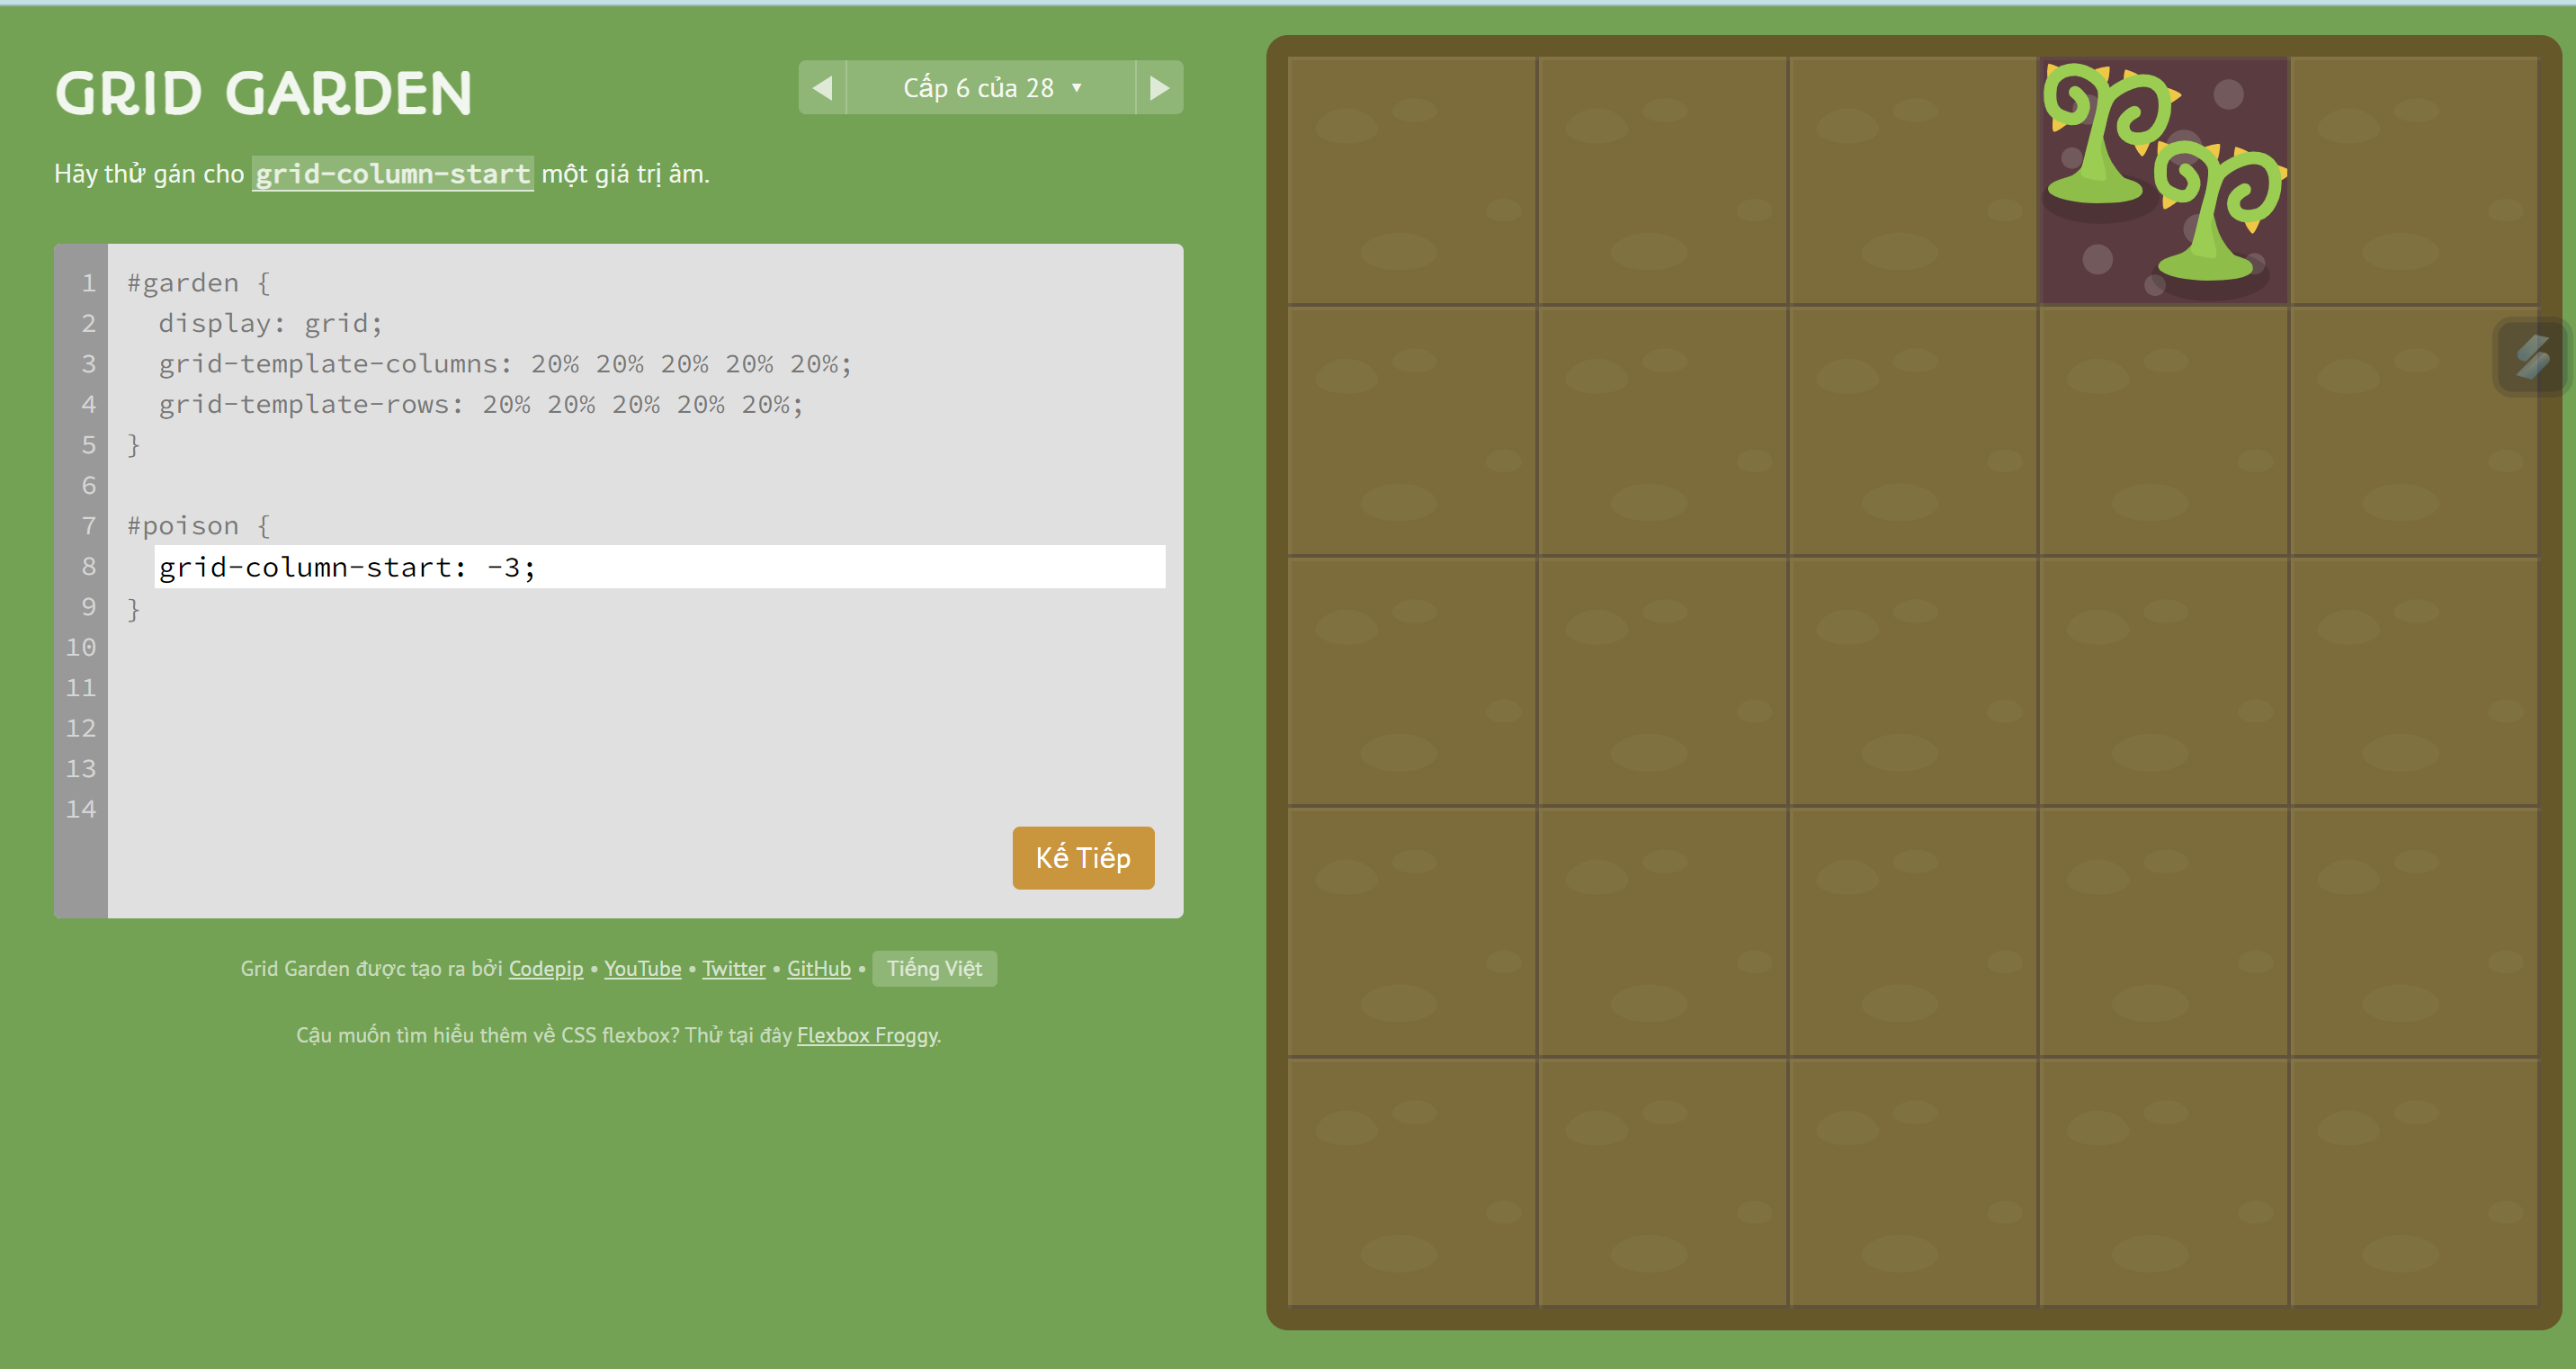 GRID GARDEN
◀ Cấp 6 của 28 ▼ ▶
Hãy thử gán cho grid-column-start một giá trị âm.
1 #garden {
2   display: grid;
3   grid-template-columns: 20% 20% 20% 20% 20%;
4   grid-template-rows: 20% 20% 20% 20% 20%;
5 }
6
7 #poison {
8   grid-column-start: -3;
9 }
10
11
12
13
14
Kế Tiếp
Grid Garden được tạo ra bởi Codepip • YouTube • Twitter • GitHub • Tiếng Việt
Cậu muốn tìm hiểu thêm về CSS flexbox? Thử tại đây Flexbox Froggy.